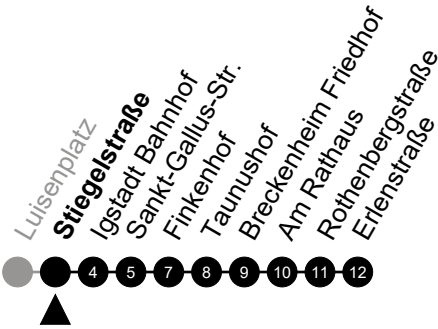 Luisenplatz
Stiegelstraße
Igstadt Bahnhof
Sankt-Gallus-Str.
Finkenhof
Taunushof
Breckenheim Friedhof
Am Rathaus
Rothenbergstraße
Erlenstraße
4 5 7 8 9 10 11 12